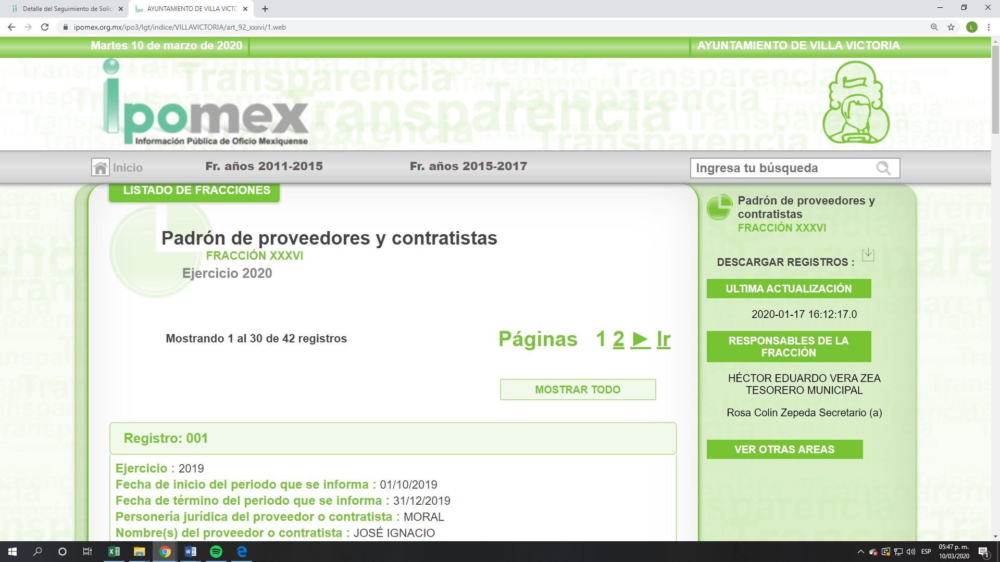 Detalle del Seguimiento de Solici
AYUNTAMIENTO DE VILLA VICTO
ipomex.org.mx/ipo3/lgt/indice/VILLAVICTORIA/art_92_xxxvi/1.web
L
Martes 10 de marzo de 2020
AYUNTAMIENTO DE VILLA VICTORIA
Transparencia
ipomex
Información Pública de Oficio Mexiquense
Inicio
Fr. años 2011-2015
Fr. años 2015-2017
Ingresa tu búsqueda
LISTADO DE FRACCIONES
Padrón de proveedores y contratistas
FRACCIÓN XXXVI
Ejercicio 2020
Mostrando 1 al 30 de 42 registros
Páginas 1 2 ► Ir
MOSTRAR TODO
Registro: 001
Ejercicio : 2019
Fecha de inicio del periodo que se informa : 01/10/2019
Fecha de término del periodo que se informa : 31/12/2019
Personería jurídica del proveedor o contratista : MORAL
Nombre(s) del proveedor o contratista : JOSÉ IGNACIO
Padrón de proveedores y
contratistas
FRACCIÓN XXXVI
DESCARGAR REGISTROS :
ULTIMA ACTUALIZACIÓN
2020-01-17 16:12:17.0
RESPONSABLES DE LA
FRACCIÓN
HÉCTOR EDUARDO VERA ZEA
TESORERO MUNICIPAL
Rosa Colin Zepeda Secretario (a)
VER OTRAS AREAS
ESP
05:47 p. m.
10/03/2020
1